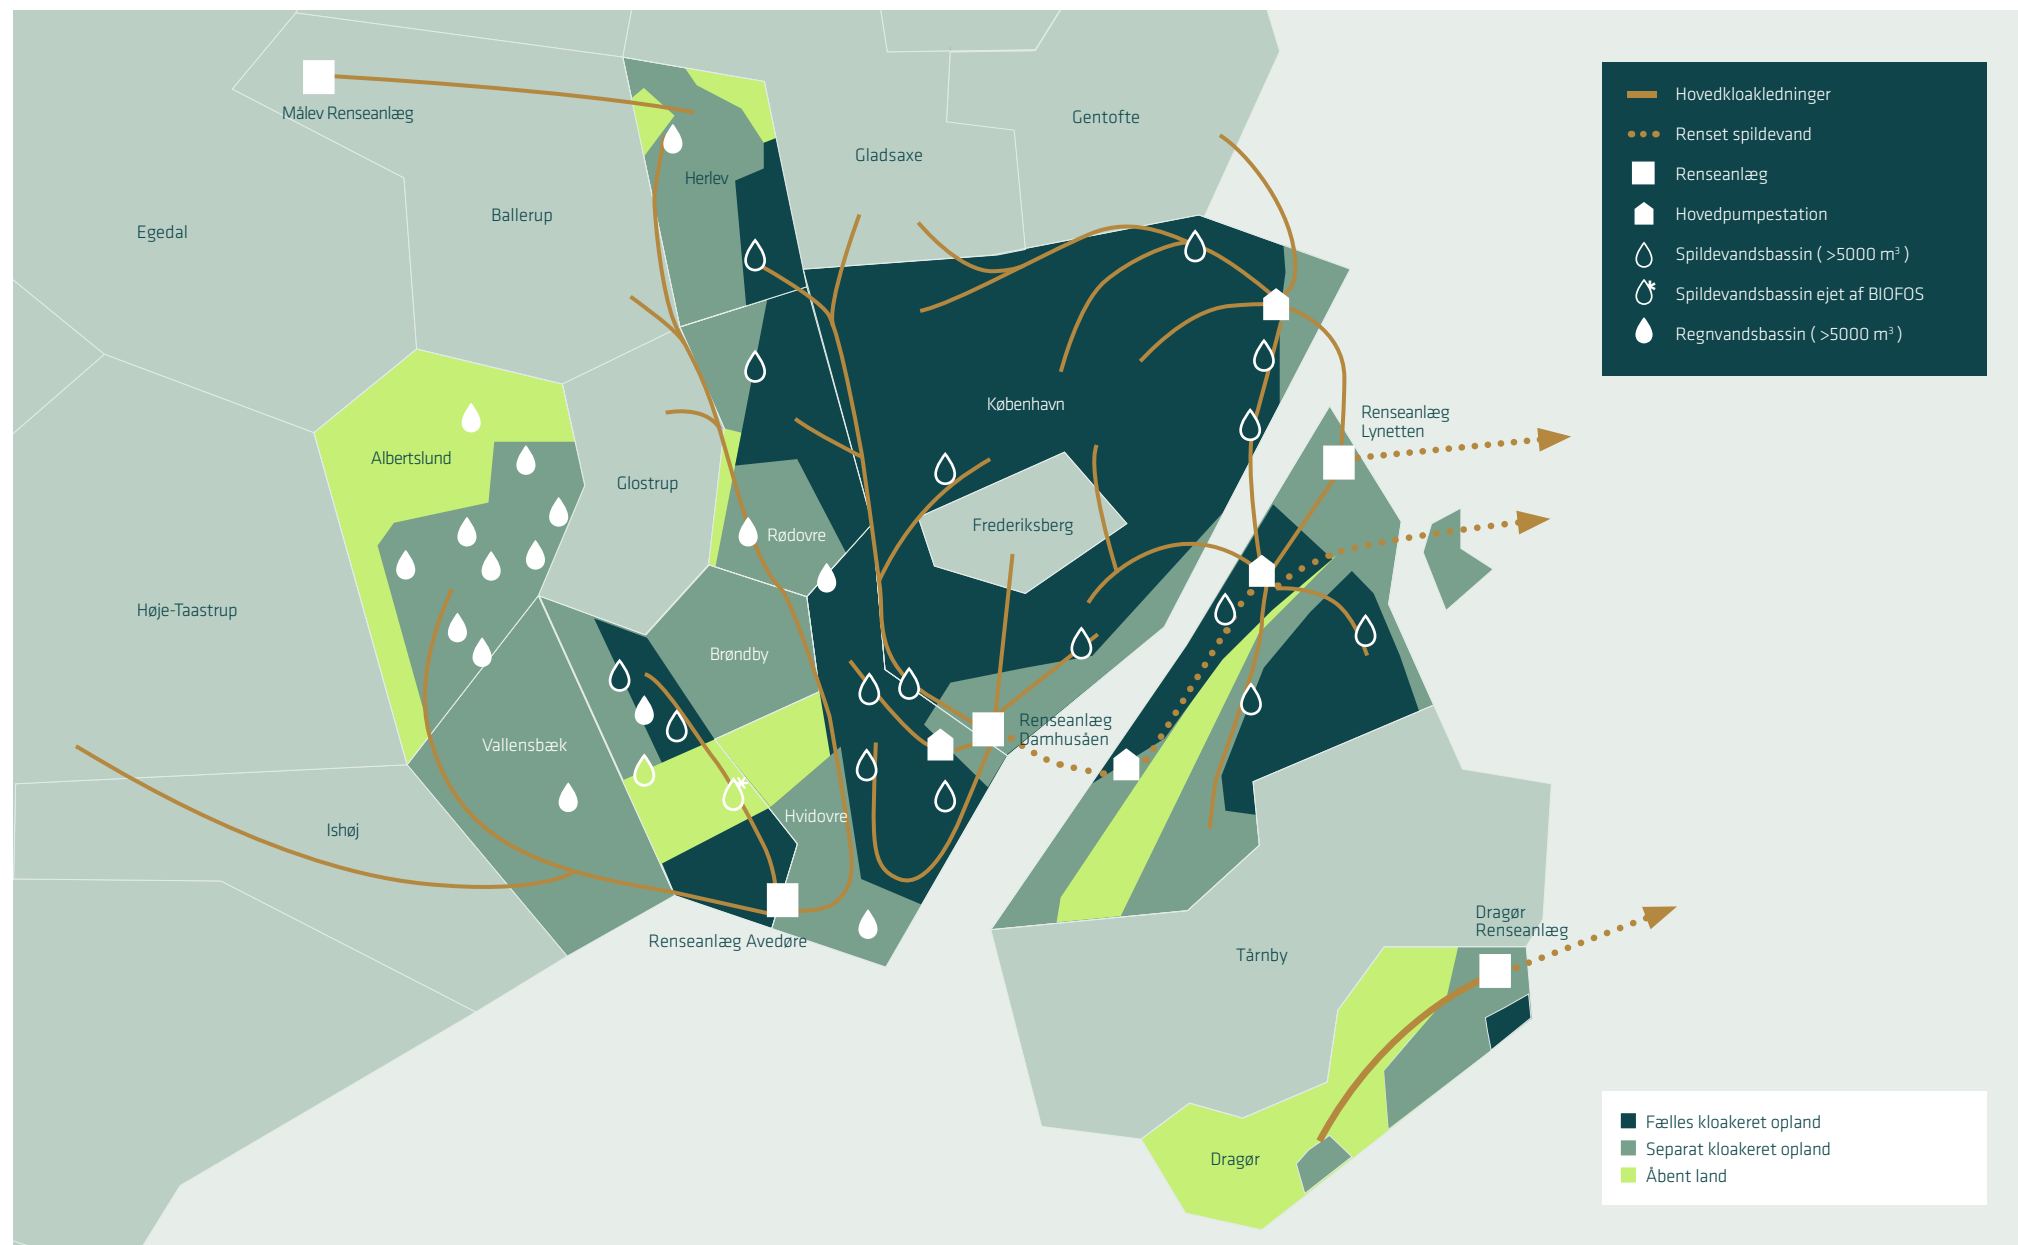 Målev Renseanlæg
Gentofte
Gladsaxe
Herlev
Ballerup
Egedal
København
Renseanlæg
Lynetten
Albertslund
Glostrup
Frederiksberg
Rødovre
Høje-Taastrup
Brøndby
Renseanlæg
Damhusåen
Vallensbæk
Hvidovre
Ishøj
Renseanlæg Avedøre
Dragør
Renseanlæg
Tårnby
Dragør
Hovedkloakledninger
Renset spildevand
Renseanlæg
Hovedpumpestation
Spildevandsbassin ( >5000 m³ )
Spildevandsbassin ejet af BIOFOS
Regnvandsbassin ( >5000 m³ )
Fælles kloakeret opland
Separat kloakeret opland
Åbent land